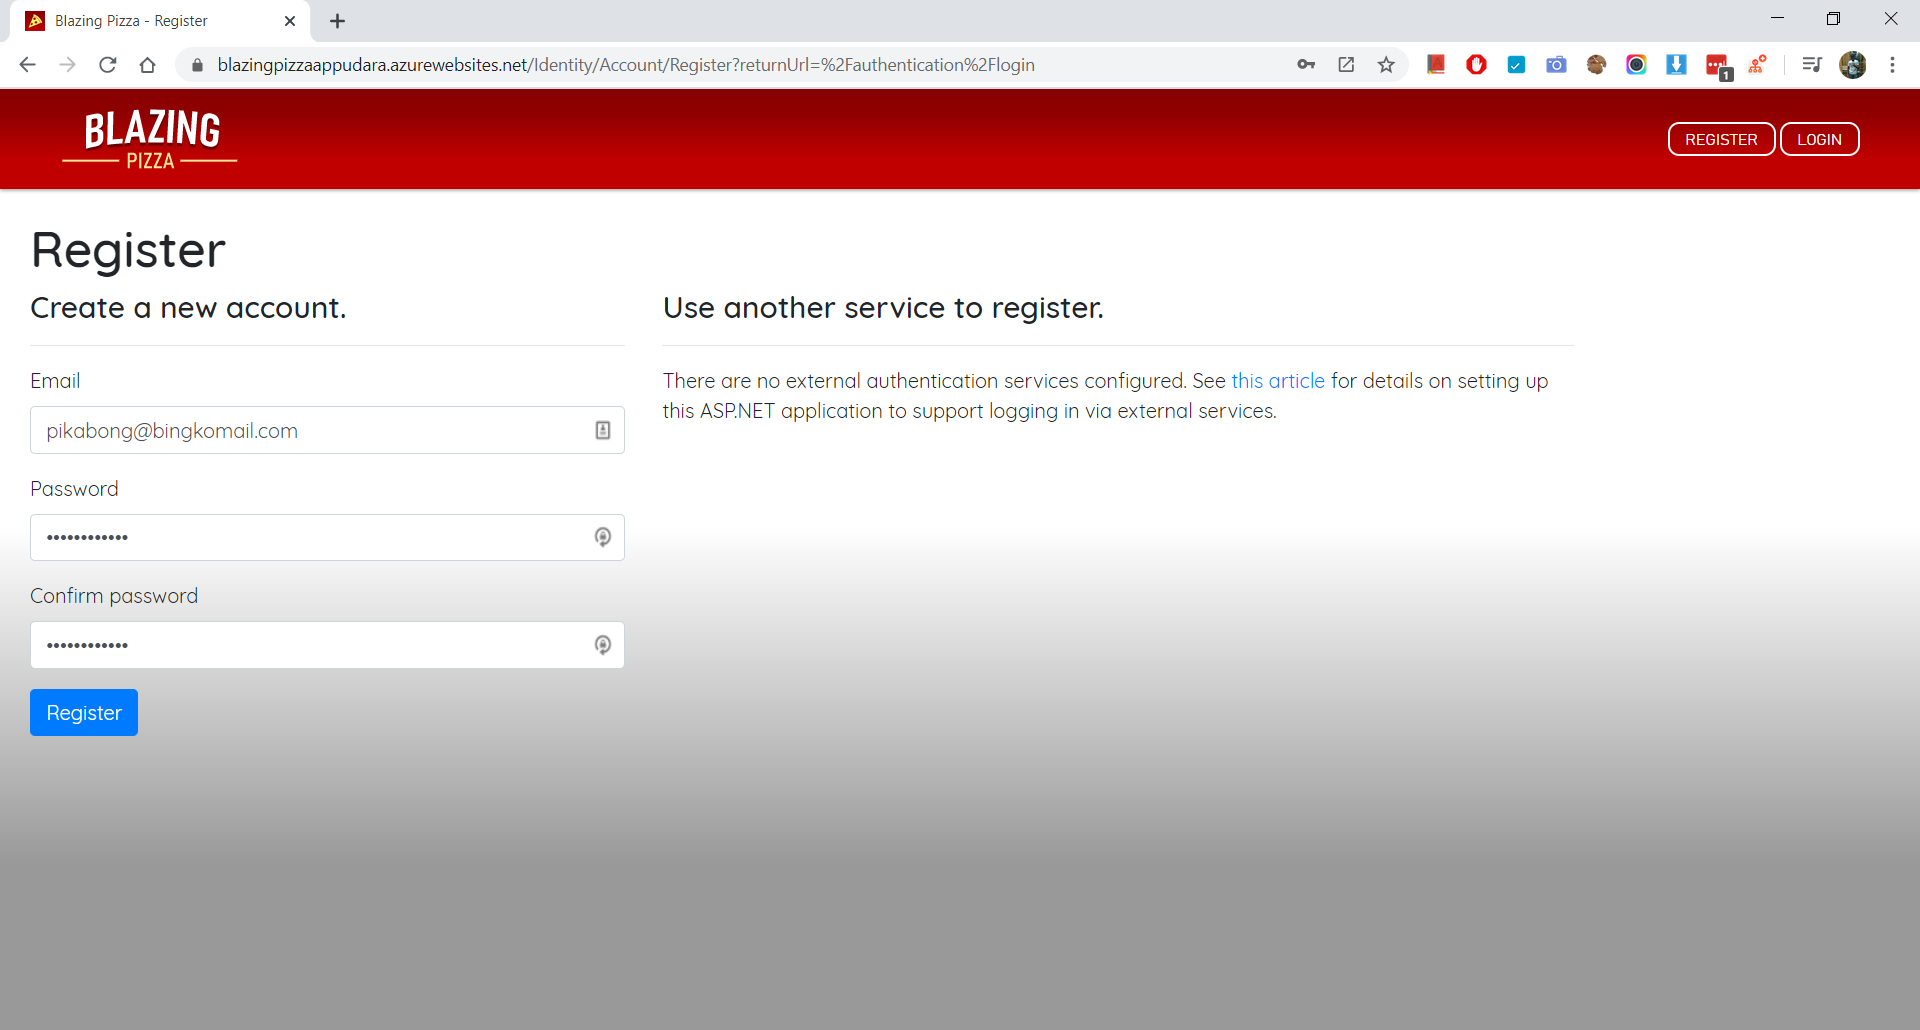 Blazing Pizza - Register
blazingpizzaappudara.azurewebsites.net/Identity/Account/Register?returnUrl=%2Fauthentication%2Flogin
1
BLAZING
PIZZA
REGISTER
LOGIN
Register
Create a new account.
Use another service to register.
Email
There are no external authentication services configured. See this article for details on setting up
this ASP.NET application to support logging in via external services.
pikabong@bingkomail.com
Password
••••••••••••
Confirm password
••••••••••••
Register